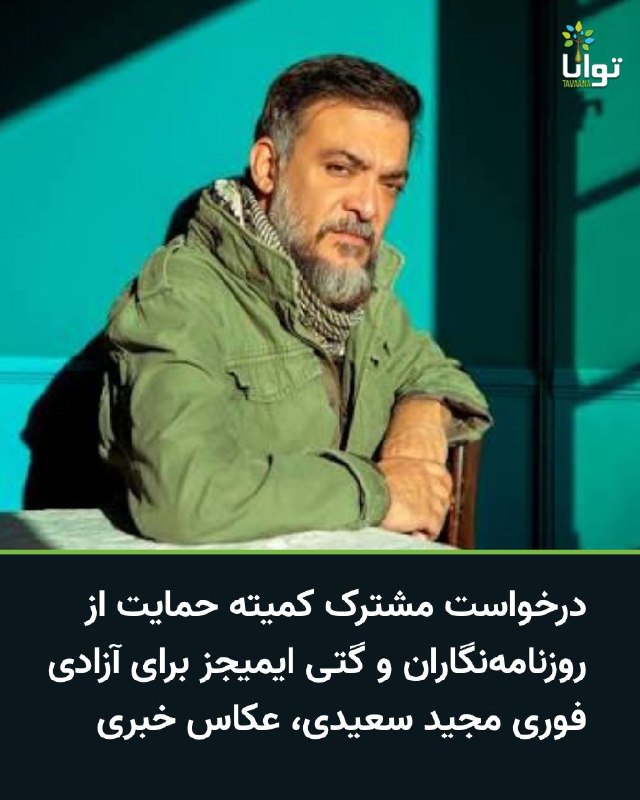 توانا
TAVAANA
درخواست مشترک کمیته حمایت از
روزنامه‌نگاران و گتی ایمیجز برای آزادی
فوری مجید سعیدی، عکاس خبری